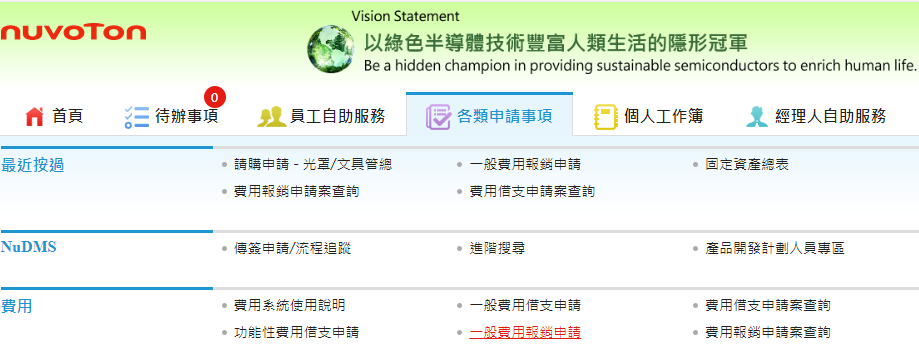 nuvoTon
Vision Statement
以綠色半導體技術豐富人類生活的隱形冠軍
Be a hidden champion in providing sustainable semiconductors to enrich human life.
首頁 待辦事項 0 員工自助服務 各類申請事項 個人工作簿 經理人自助服務
最近按過 請購申請 - 光罩/文具管總 一般費用報銷申請 固定資產總表
費用報銷申請案查詢 費用借支申請案查詢
NuDMS 傳簽申請/流程追蹤 進階搜尋 產品開發計劃人員專區
費用 費用系統使用說明 一般費用借支申請 費用借支申請案查詢
功能性費用借支申請 一般費用報銷申請 費用報銷申請案查詢